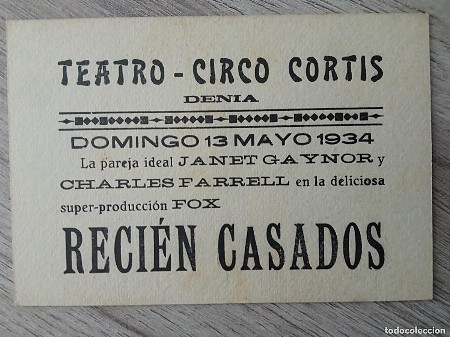 TEATRO - CIRCO CORTIS
DENIA
DOMINGO 13 MAYO 1934
La pareja ideal JANET GAYNOR y
CHARLES FARRELL en la deliciosa
super-producción FOX
RECIÉN CASADOS
todocoleccion